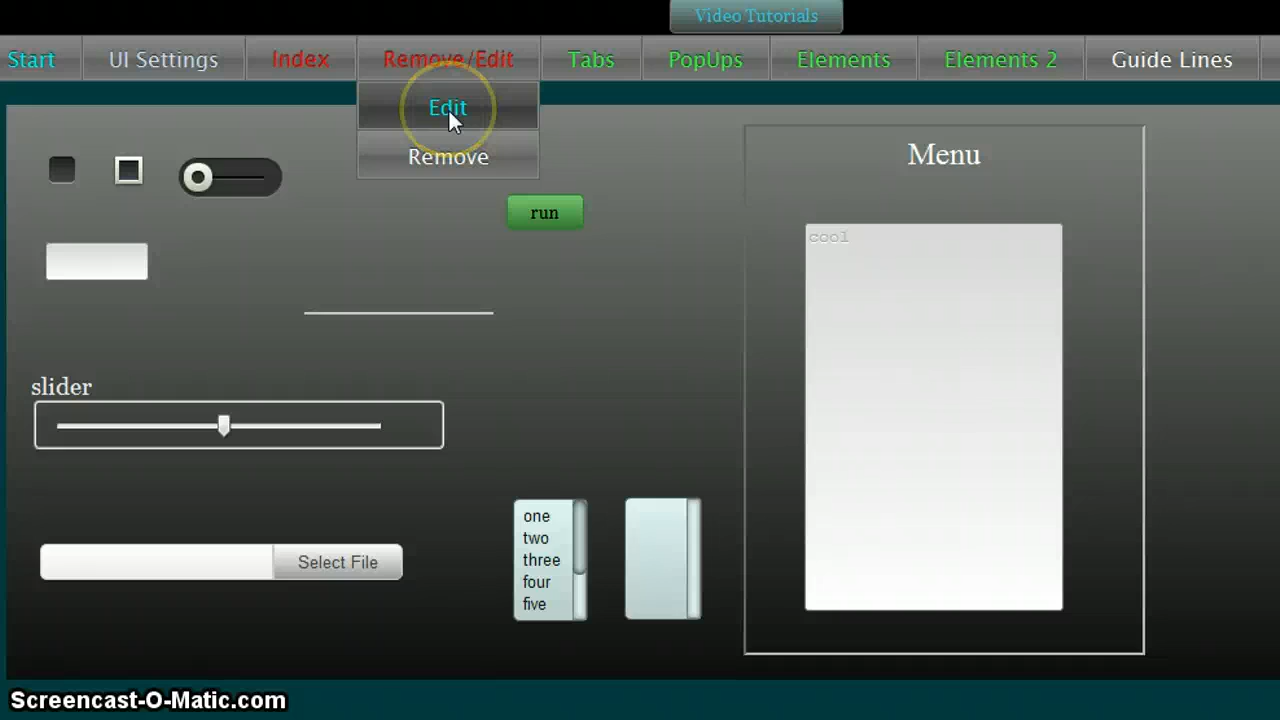 Video Tutorials
Start UI Settings Index Remove/Edit Tabs PopUps Elements Elements 2 Guide Lines
Edit
Remove
Menu
run
cool
slider
one
two
three
four
five
Select File
Screencast-O-Matic.com